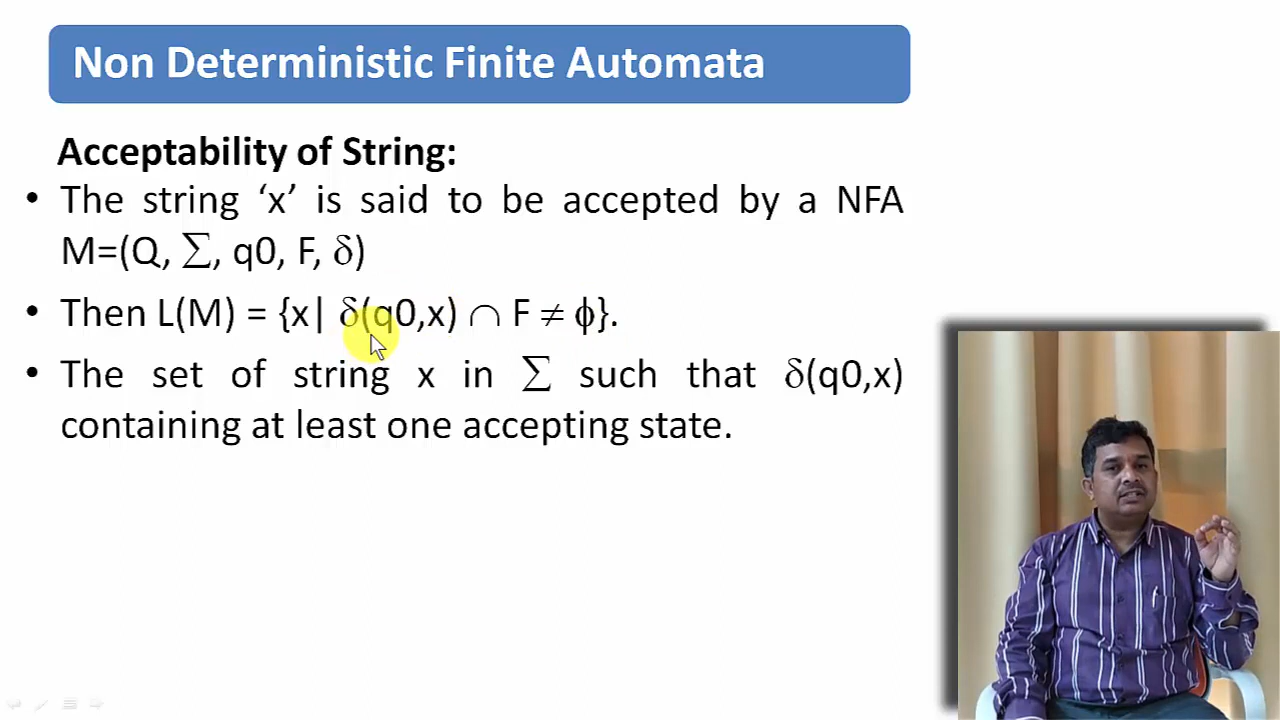 Non Deterministic Finite Automata
Acceptability of String:
• The string ‘x’ is said to be accepted by a NFA
M=(Q, ∑, q0, F, δ)
• Then L(M) = {x| δ(q0,x) ∩ F ≠ ϕ}.
• The set of string x in ∑ such that δ(q0,x)
containing at least one accepting state.